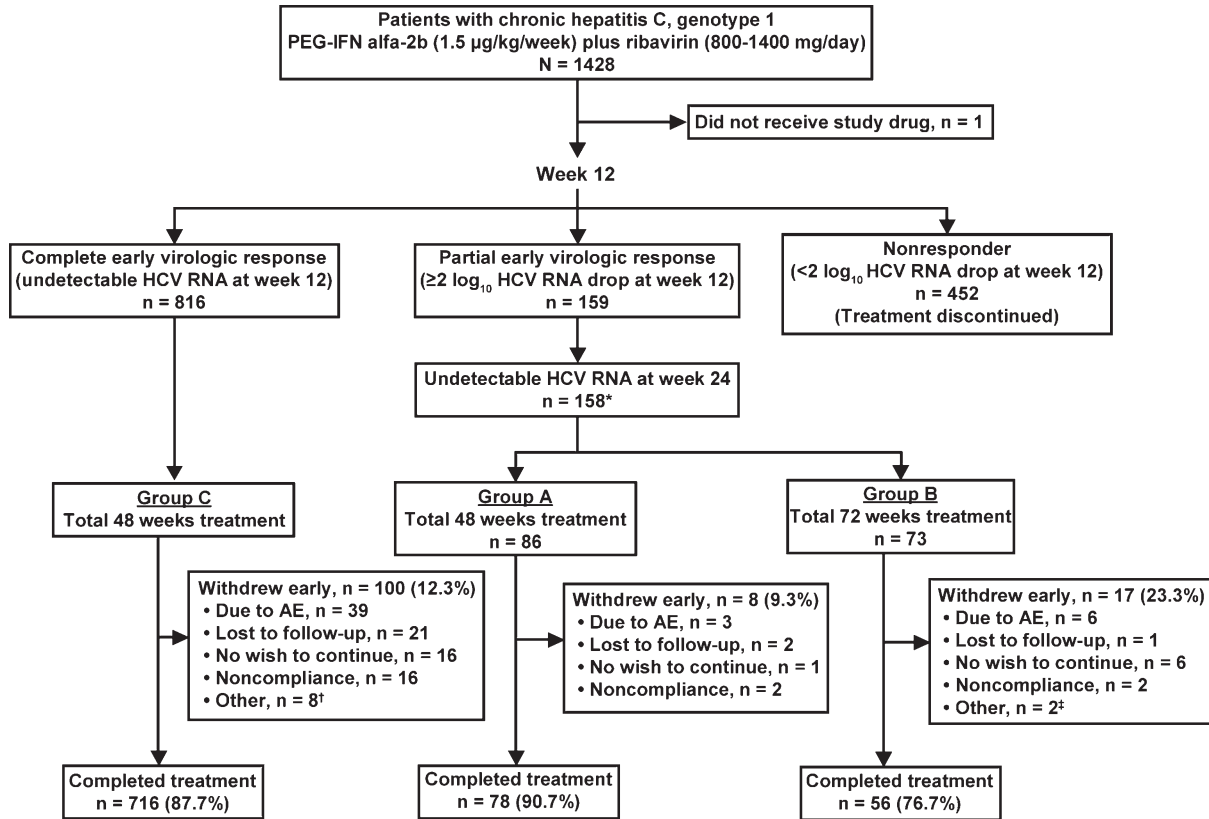 Patients with chronic hepatitis C, genotype 1
PEG-IFN alfa-2b (1.5 µg/kg/week) plus ribavirin (800-1400 mg/day)
N = 1428
Did not receive study drug, n = 1
Week 12
Complete early virologic response
(undetectable HCV RNA at week 12)
n = 816
Partial early virologic response
(≥2 log₁₀ HCV RNA drop at week 12)
n = 159
Nonresponder
(<2 log₁₀ HCV RNA drop at week 12)
n = 452
(Treatment discontinued)
Undetectable HCV RNA at week 24
n = 158*
Group C
Total 48 weeks treatment
Group A
Total 48 weeks treatment
n = 86
Group B
Total 72 weeks treatment
n = 73
Withdrew early, n = 100 (12.3%)
• Due to AE, n = 39
• Lost to follow-up, n = 21
• No wish to continue, n = 16
• Noncompliance, n = 16
• Other, n = 8†
Withdrew early, n = 8 (9.3%)
• Due to AE, n = 3
• Lost to follow-up, n = 2
• No wish to continue, n = 1
• Noncompliance, n = 2
Withdrew early, n = 17 (23.3%)
• Due to AE, n = 6
• Lost to follow-up, n = 1
• No wish to continue, n = 6
• Noncompliance, n = 2
• Other, n = 2‡
Completed treatment
n = 716 (87.7%)
Completed treatment
n = 78 (90.7%)
Completed treatment
n = 56 (76.7%)